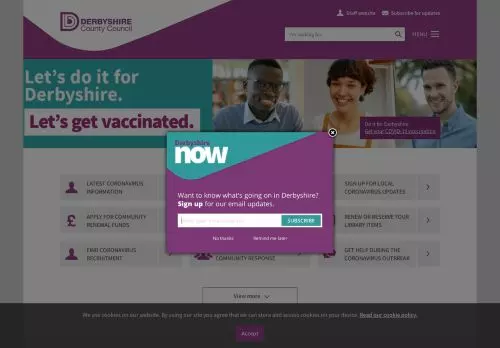 DERBYSHIRE
County Council
Staff website
Subscribe for updates
I'm looking for...
MENU
Let's do it for
Derbyshire.
Let's get vaccinated.
Do it for Derbyshire
Get your COVID-19 vaccination
Derbyshire
now
Want to know what's going on in Derbyshire?
Sign up for our email updates.
SUBSCRIBE
No thanks
Remind me later
LATEST CORONAVIRUS
INFORMATION
SIGN UP FOR LOCAL
CORONAVIRUS UPDATES
APPLY FOR COMMUNITY
RENEWAL FUNDS
RENEW OR RESERVE YOUR
LIBRARY ITEMS
CORONAVIRUS
RECRUITMENT
COMMUNITY RESPONSE
GET HELP DURING THE
CORONAVIRUS OUTBREAK
View more
We use cookies on our website. By using our site you agree that we can store and access cookies on your device. Read our cookie policy.
Accept